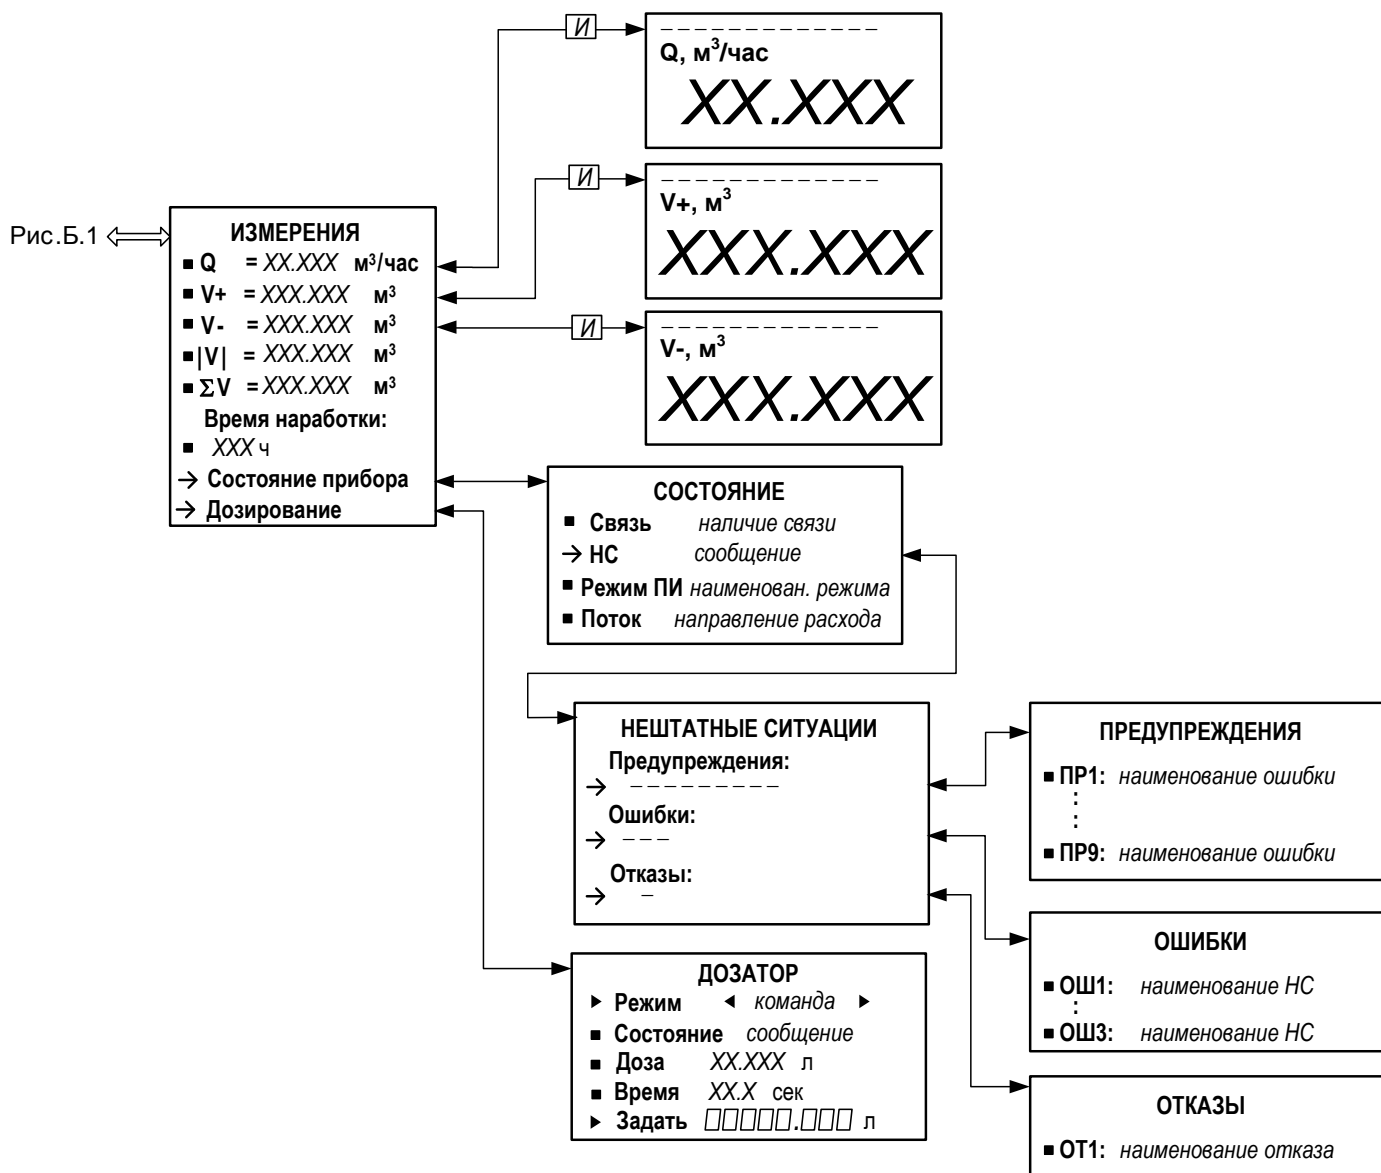 И
Q, м³/час
XX.XXX
И
V+, м³
XXX.XXX
Рис.Б.1
ИЗМЕРЕНИЯ
Q = XX.XXX м³/час
V+ = XXX.XXX м³
V- = XXX.XXX м³
|V| = XXX.XXX м³
ΣV = XXX.XXX м³
Время наработки:
XXX ч
Состояние прибора
Дозирование
И
V-, м³
XXX.XXX
СОСТОЯНИЕ
Связь наличие связи
НС сообщение
Режим ПИ наименован. режима
Поток направление расхода
НЕШТАТНЫЕ СИТУАЦИИ
Предупреждения:
_ _ _ _ _ _ _ _ _
Ошибки:
_ _ _
Отказы:
_
ПРЕДУПРЕЖДЕНИЯ
ПР1: наименование ошибки
ПР9: наименование ошибки
ОШИБКИ
ОШ1: наименование НС
ОШ3: наименование НС
ДОЗАТОР
Режим ◄ команда ►
Состояние сообщение
Доза XX.XXX л
Время XX.X сек
Задать ▯▯▯▯▯.▯▯▯ л
ОТКАЗЫ
ОТ1: наименование отказа